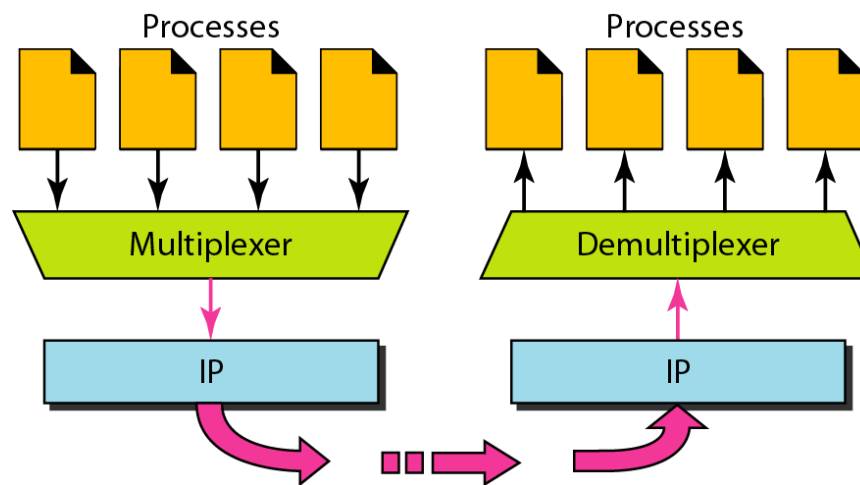 Processes
Processes
Multiplexer
Demultiplexer
IP
IP